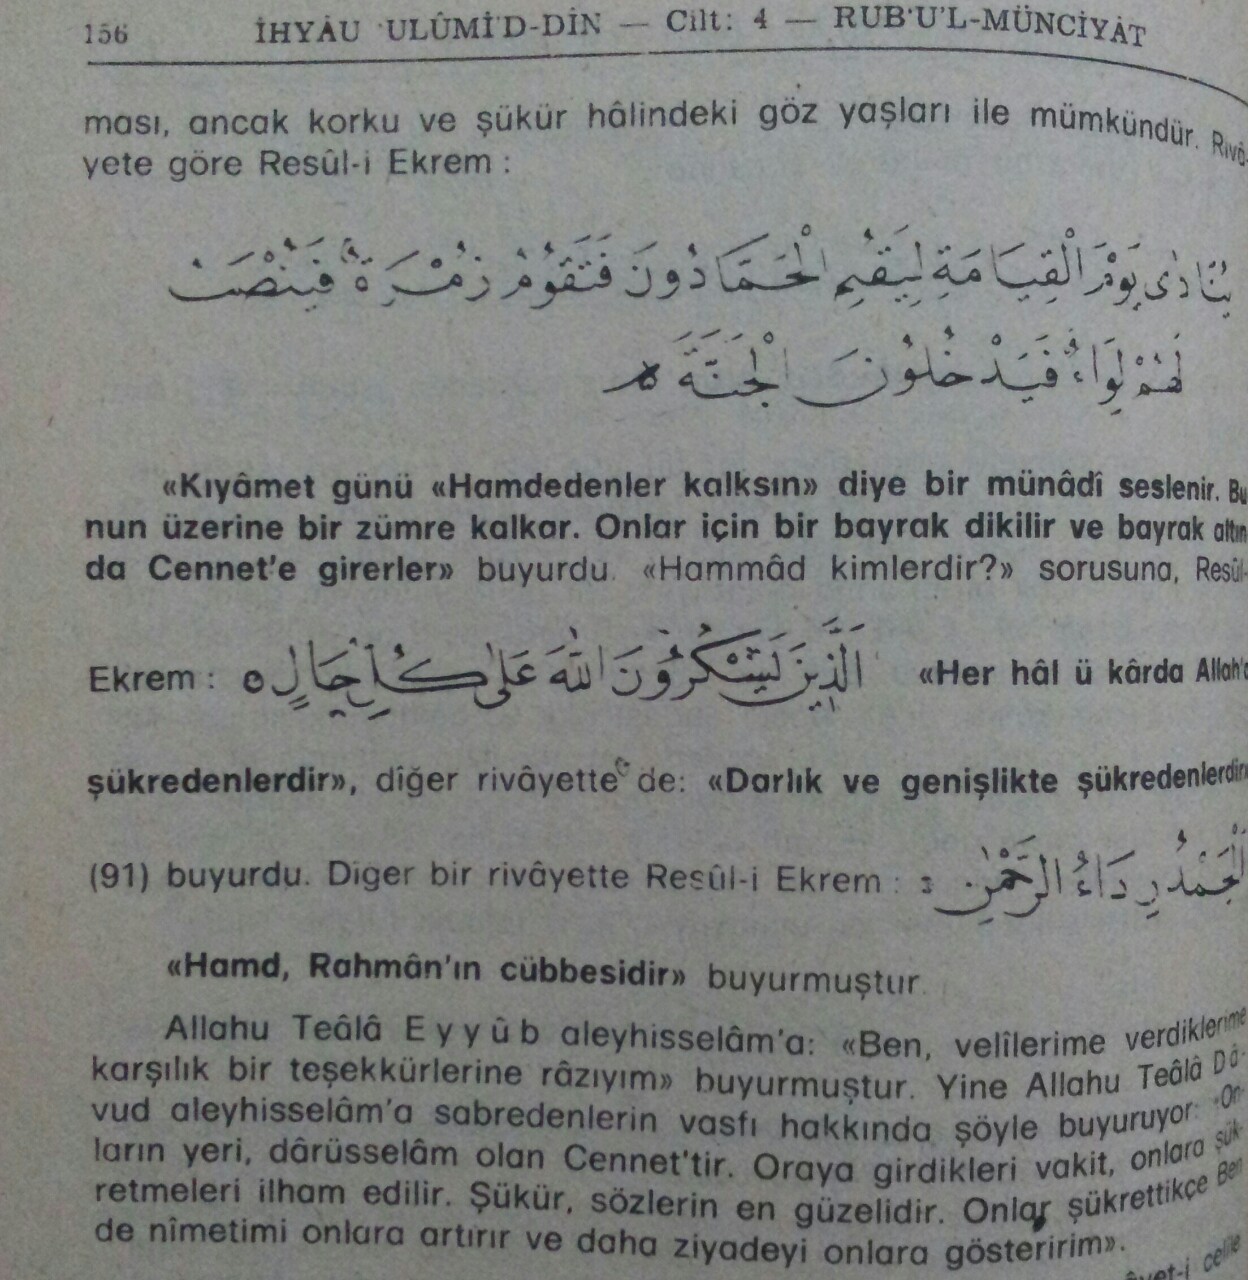 156 İHYÂU ULÛMİ'D-DİN — Cilt: 4 — RUB'U'L-MÜNCİYÂT
ması, ancak korku ve şükür hâlindeki göz yaşları ile mümkündür. Rivâ-
yete göre Resûl-i Ekrem :
يُنَادٰى يَوْمَ الْقِيَامَةِ لِيَقُمِ الْحَمَّادُونَ فَتَقُومُ زُمْرَةٌ فَيُنْصَبُ
لَهُمْ لِوَاءٌ فَيَدْخُلُونَ الْجَنَّةَ
«Kıyâmet günü «Hamdedenler kalksın» diye bir münâdî seslenir. Bu
nun üzerine bir zümre kalkar. Onlar için bir bayrak dikilir ve bayrak altın
da Cennet'e girerler» buyurdu. «Hammâd kimlerdir?» sorusuna, Resûl-
Ekrem : اَلَّذِينَ يَشْكُرُونَ اللّٰهَ عَلٰى كُلِّ حَالٍ «Her hâl ü kârda Allah'a
şükredenlerdir», dîğer rivâyette de: «Darlık ve genişlikte şükredenlerdir»
(91) buyurdu. Diger bir rivâyette Resûl-i Ekrem : اَلْحَمْدُ رِدَاءُ الرَّحْمٰنِ
«Hamd, Rahmân'ın cübbesidir» buyurmuştur.
Allahu Teâlâ Eyyûb aleyhisselâm'a: «Ben, velîlerime verdiklerime
karşılık bir teşekkürlerine râzıyım» buyurmuştur. Yine Allahu Teâlâ Dâ-
vud aleyhisselâm'a sabredenlerin vasfı hakkında şöyle buyuruyor: «On-
ların yeri, dârüsselâm olan Cennet'tir. Oraya girdikleri vakit, onlara şük-
retmeleri ilham edilir. Şükür, sözlerin en güzelidir. Onlar şükrettikçe Ben
de nîmetimi onlara artırır ve daha ziyadeyi onlara gösteririm».
celîle